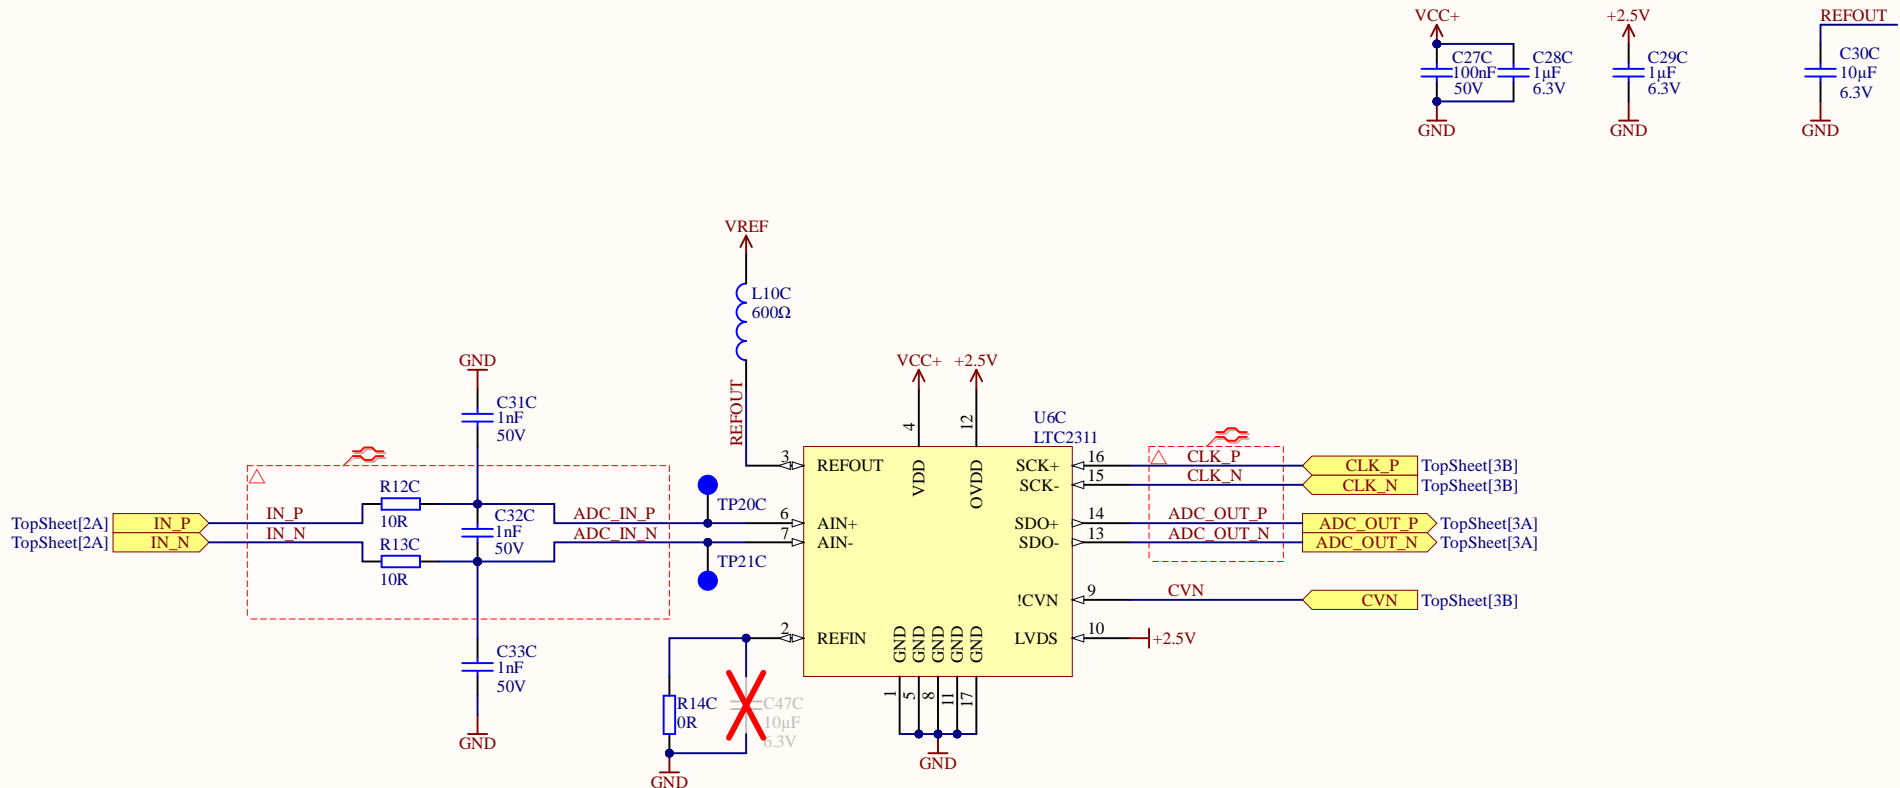 VCC+
+2.5V
REFOUT
C27C
100nF
50V
C28C
1µF
6.3V
C29C
1µF
6.3V
C30C
10µF
6.3V
GND
GND
GND
VREF
L10C
600Ω
REFOUT
GND
C31C
1nF
50V
VCC+
+2.5V
4
12
U6C
LTC2311
3
REFOUT
VDD
OVDD
SCK+
16
CLK_P
CLK_P
TopSheet[3B]
SCK-
15
CLK_N
CLK_N
TopSheet[3B]
R12C
10R
C32C
1nF
50V
TP20C
TopSheet[2A]
IN_P
IN_P
ADC_IN_P
6
AIN+
SDO+
14
ADC_OUT_P
ADC_OUT_P
TopSheet[3A]
TopSheet[2A]
IN_N
IN_N
ADC_IN_N
7
AIN-
SDO-
13
ADC_OUT_N
ADC_OUT_N
TopSheet[3A]
R13C
10R
TP21C
!CVN
9
CVN
CVN
TopSheet[3B]
2
REFIN
LVDS
10
+2.5V
GND
GND
GND
GND
GND
1
5
8
11
17
GND
C33C
1nF
50V
GND
R14C
0R
C47C
10µF
6.3V
GND